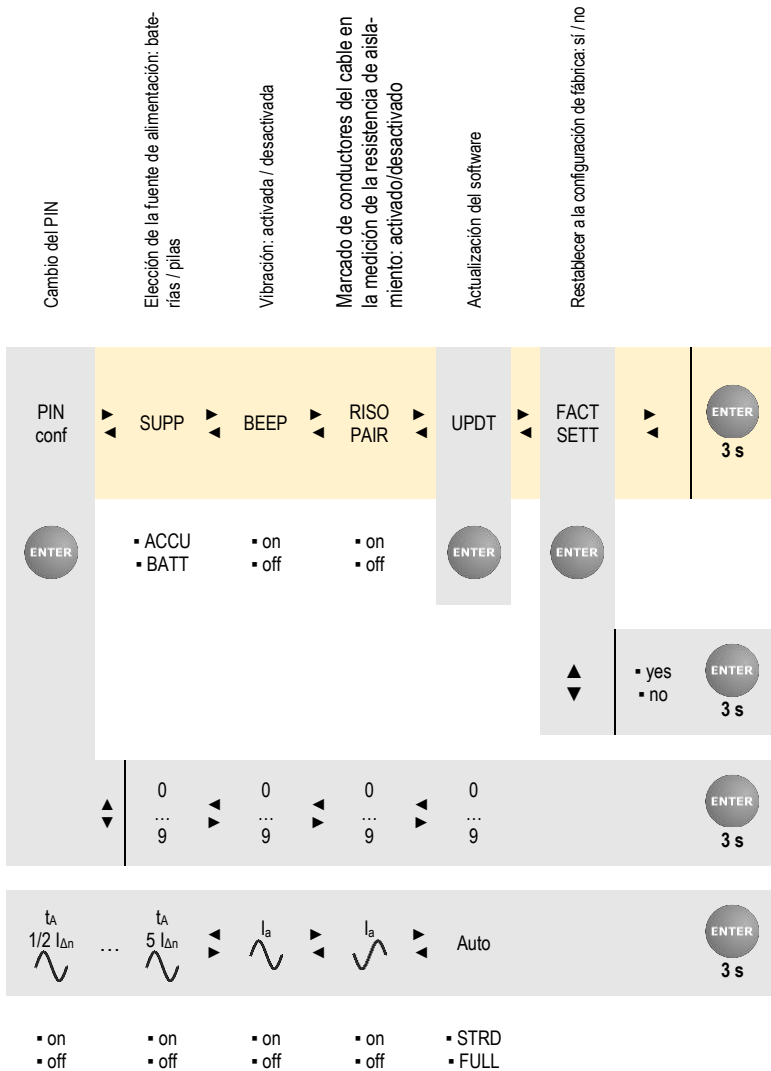 Cambio del PIN
Elección de la fuente de alimentación: bate-
rías / pilas
Vibración: activada / desactivada
Marcado de conductores del cable en
la medición de la resistencia de aisla-
miento: activado/desactivado
Actualización del software
Restablecer a la configuración de fábrica: sí / no
PIN
conf
► ◄
SUPP
► ◄
BEEP
► ◄
RISO
PAIR
► ◄
UPDT
► ◄
FACT
SETT
► ◄
ENTER
3 s
ENTER
▪ ACCU
▪ BATT
▪ on
▪ off
▪ on
▪ off
ENTER
ENTER
▲
▼
▪ yes
▪ no
ENTER
3 s
▲
▼
0
…
9
◄ ►
0
…
9
◄ ►
0
…
9
◄ ►
0
…
9
ENTER
3 s
tA
1/2 IΔn
…
tA
5 IΔn
◄ ►
Ia
► ◄
Ia
► ◄
Auto
ENTER
3 s
▪ on
▪ off
▪ on
▪ off
▪ on
▪ off
▪ on
▪ off
▪ STRD
▪ FULL